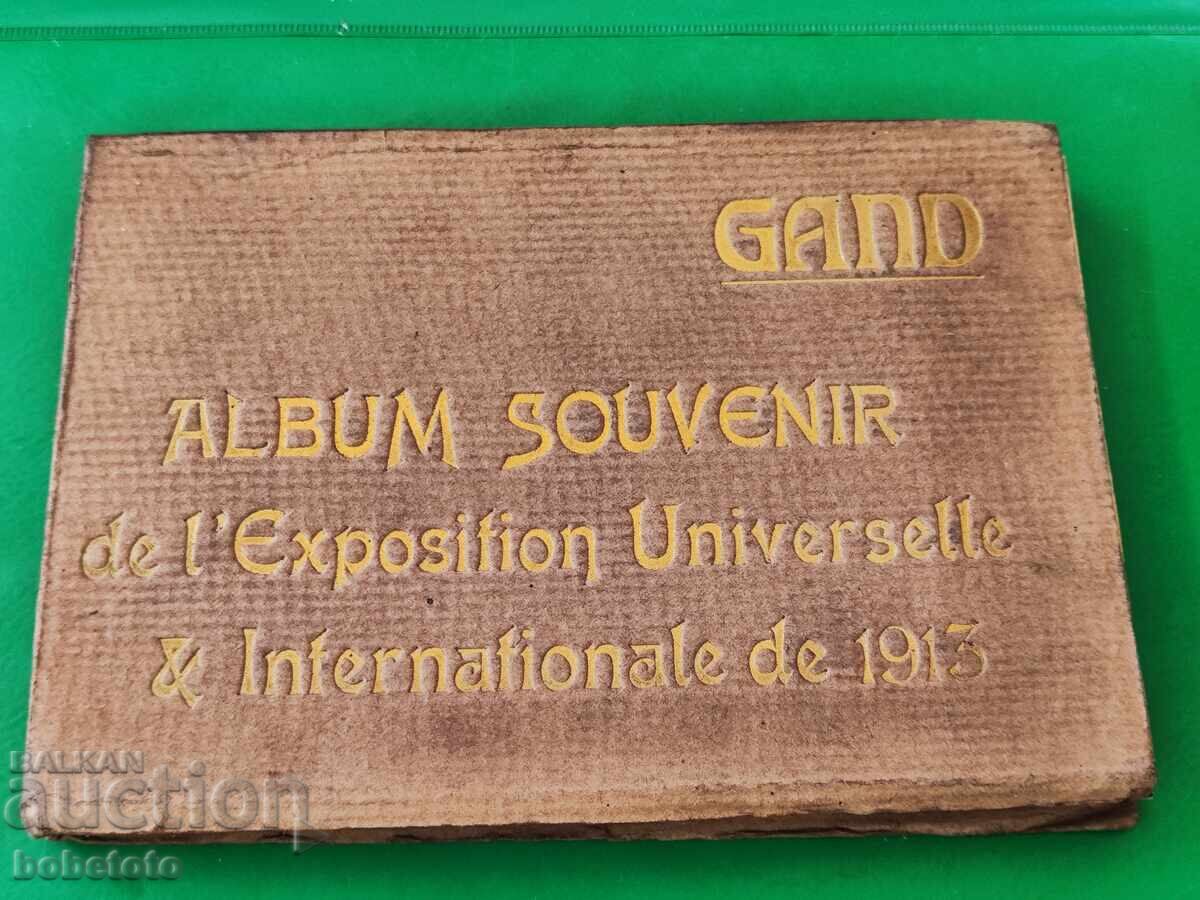 GAND
ALBUM SOUVENIR
de l'Exposition Universelle
& Internationale de 1913
BALKAN
auction
bobefoto